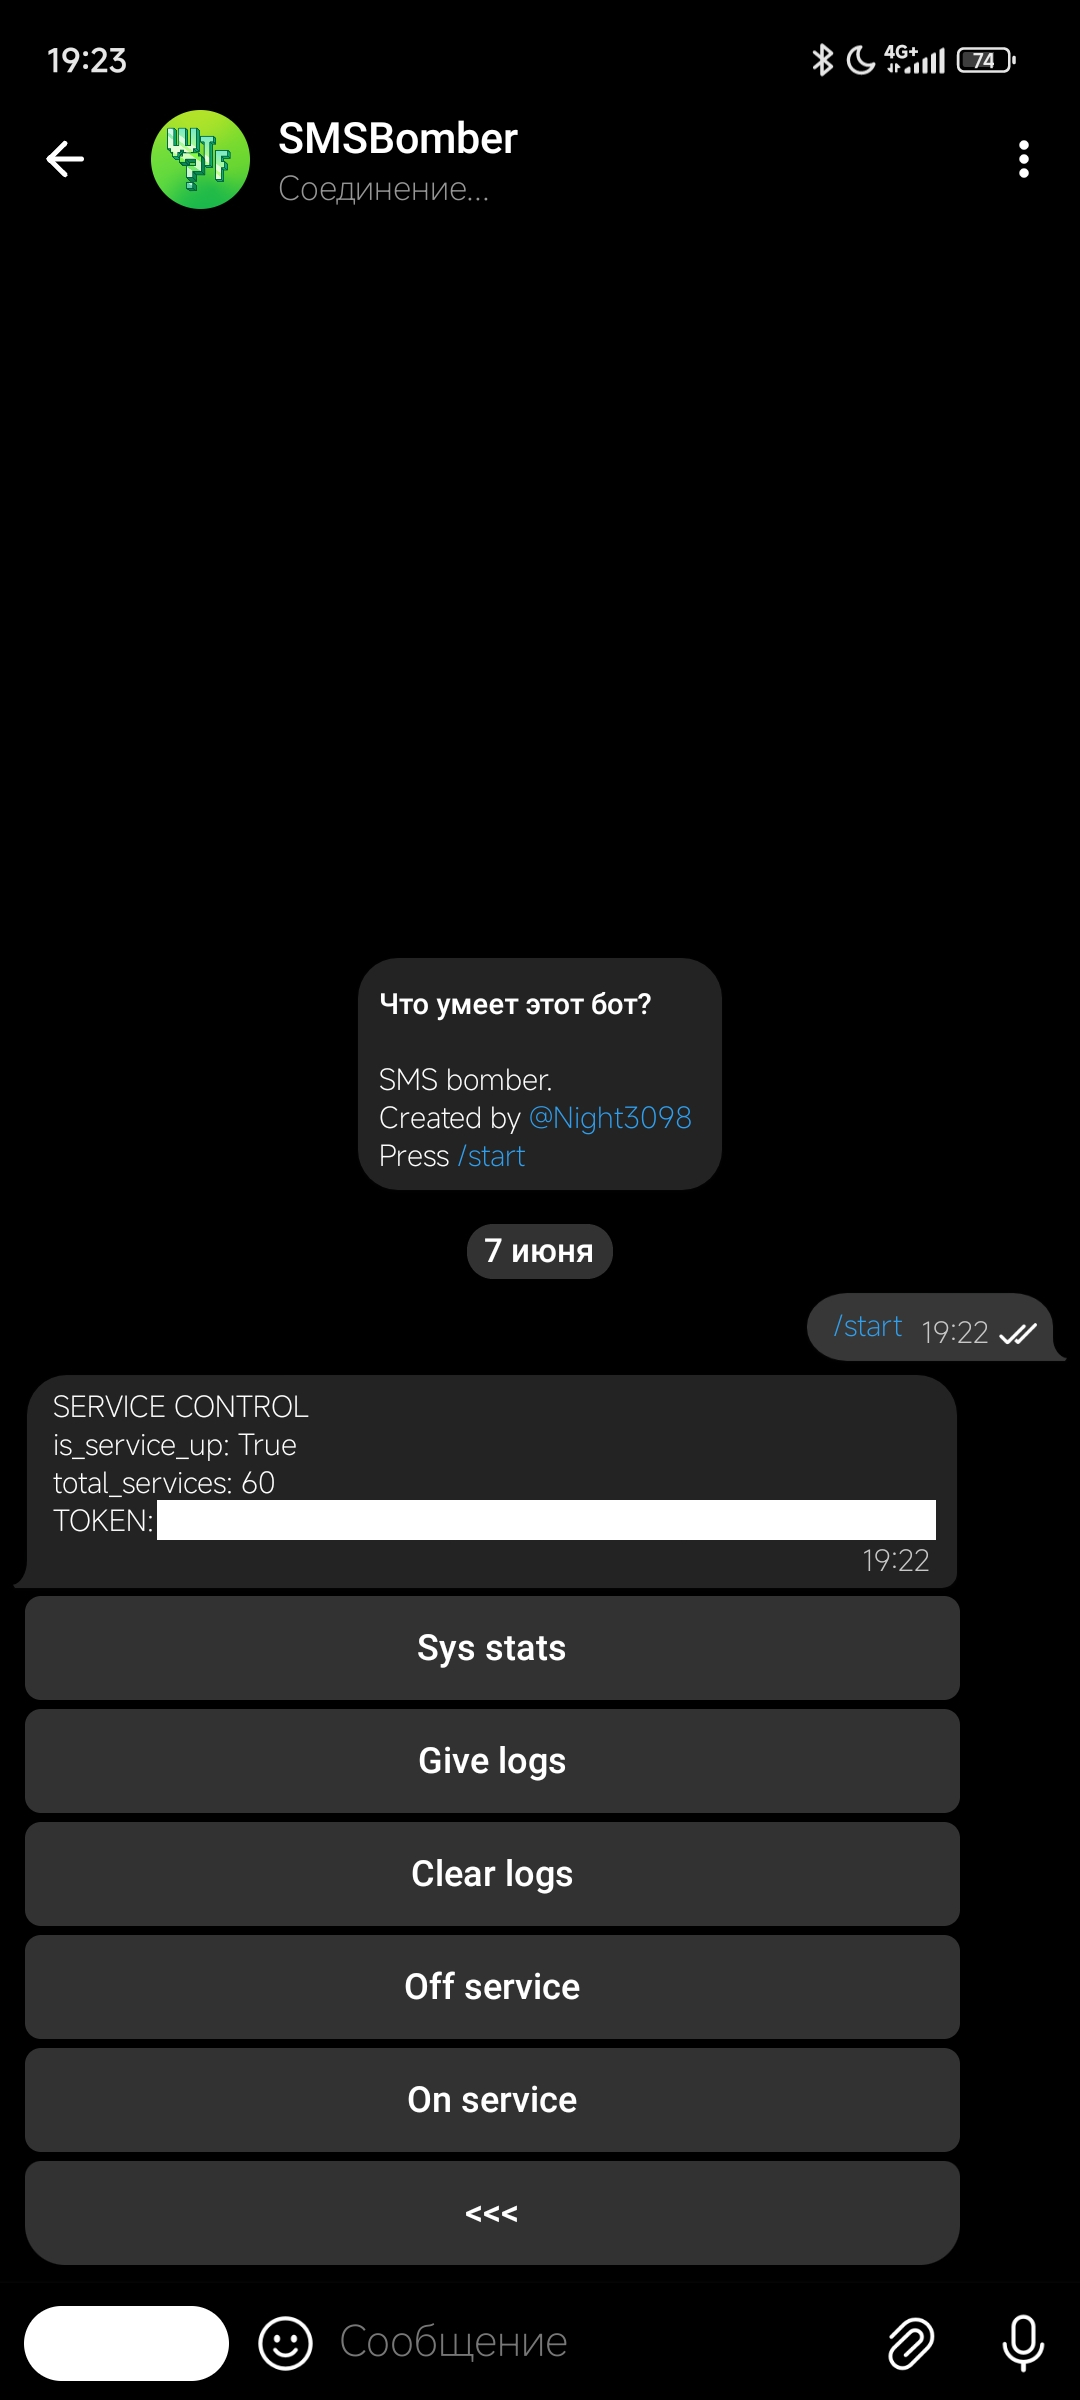 19:23
4G+
74
SMSBomber
Соединение...
Что умеет этот бот?
SMS bomber.
Created by @Night3098
Press /start
7 июня
/start 19:22
SERVICE CONTROL
is_service_up: True
total_services: 60
TOKEN:
19:22
Sys stats
Give logs
Clear logs
Off service
On service
<<<
Сообщение